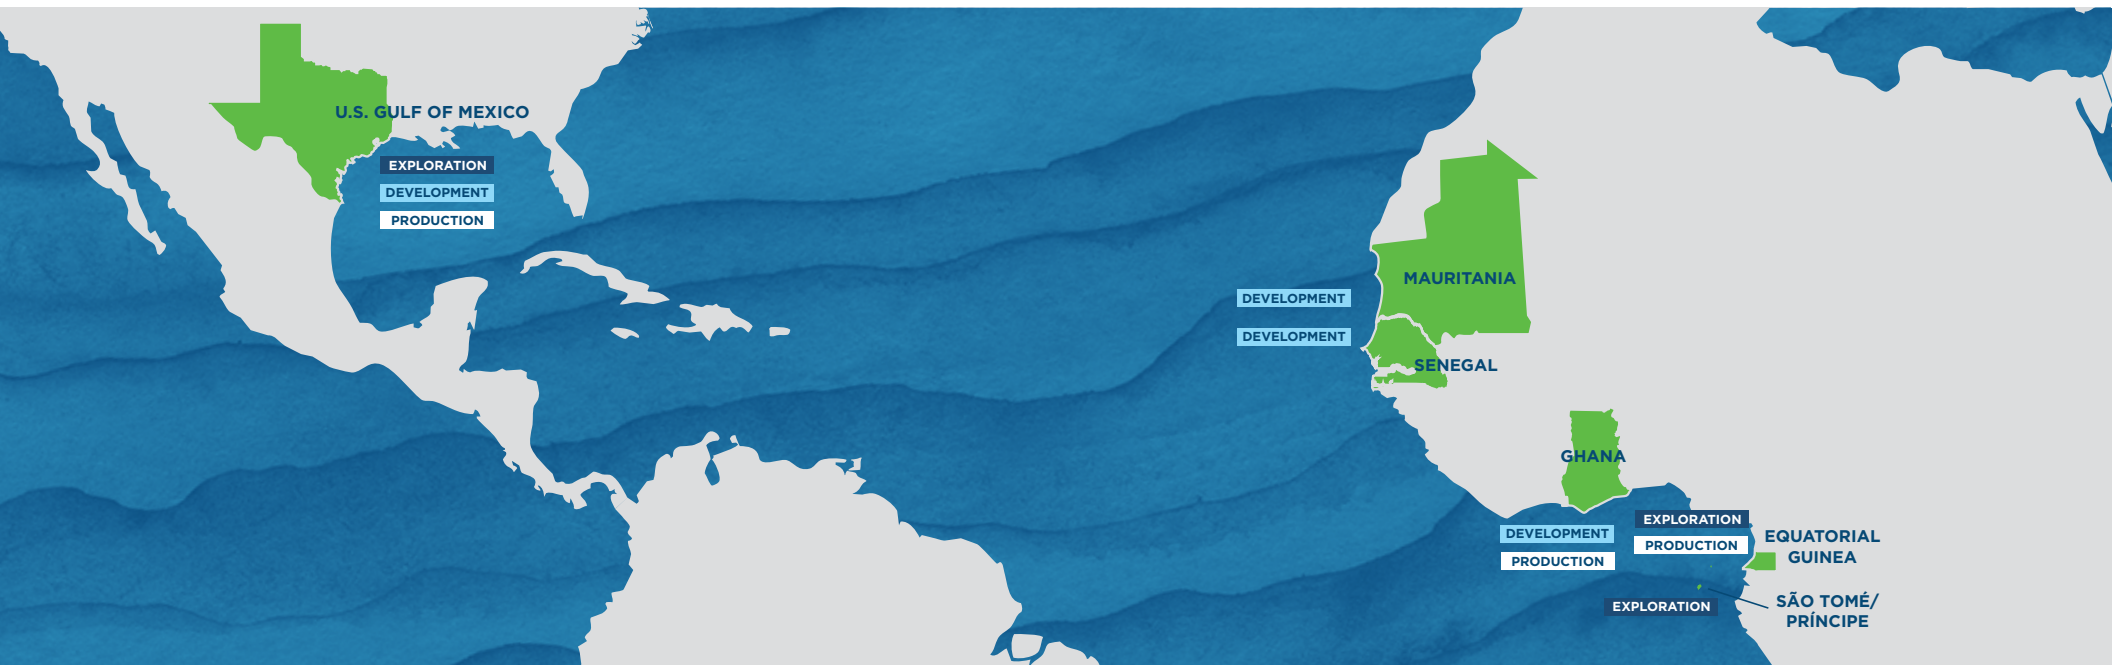 U.S. GULF OF MEXICO
EXPLORATION
DEVELOPMENT
PRODUCTION
MAURITANIA
DEVELOPMENT
DEVELOPMENT
SENEGAL
GHANA
DEVELOPMENT
PRODUCTION
EXPLORATION
PRODUCTION
EQUATORIAL
GUINEA
EXPLORATION
SÃO TOMÉ/
PRÍNCIPE